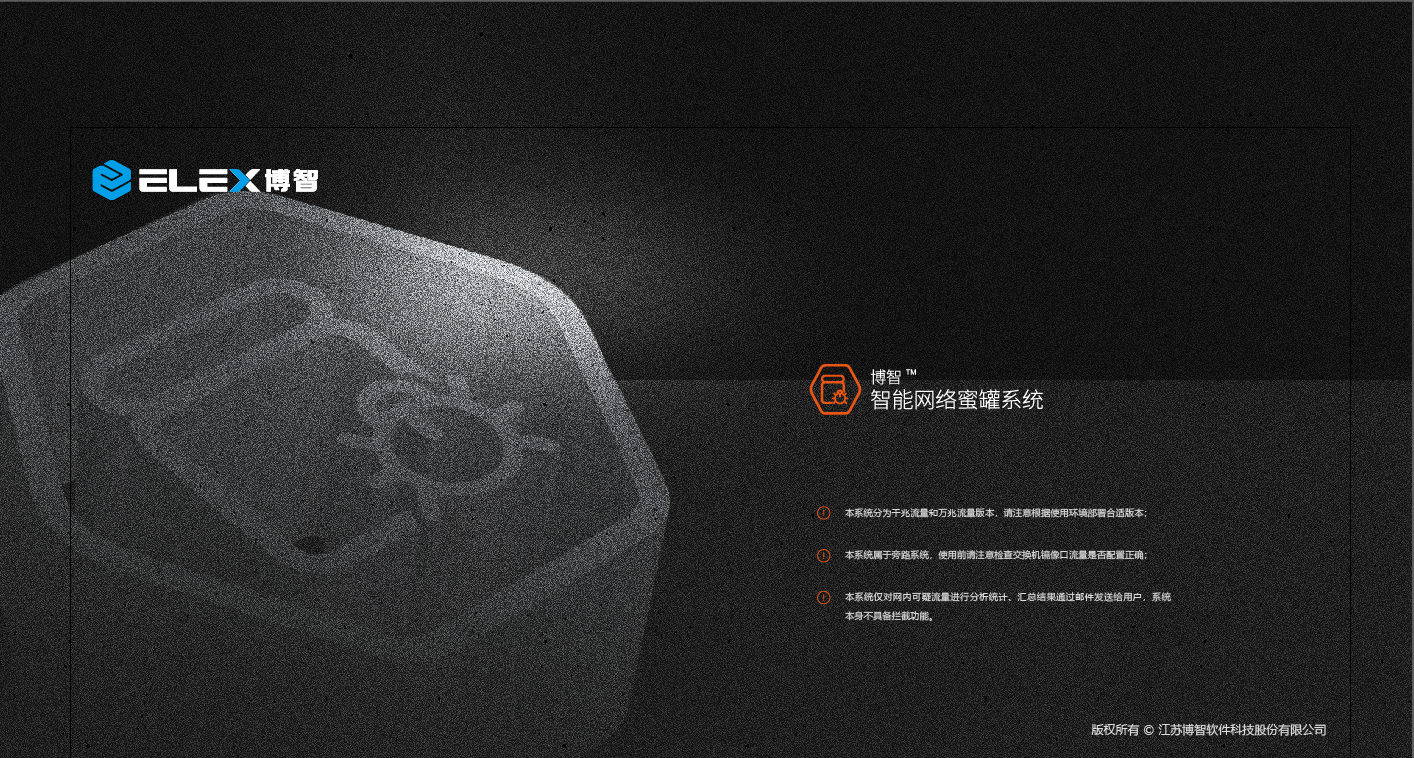 ELEX博智
博智™
智能网络蜜罐系统
本系统分为千兆流量和万兆流量版本，请注意根据使用环境部署合适版本；
本系统属于旁路系统，使用前请注意检查交换机镜像口流量是否配置正确；
本系统仅对网内可疑流量进行分析统计、汇总结果通过邮件发送给用户，系统
本身不具备拦截功能。
版权所有 © 江苏博智软件科技股份有限公司